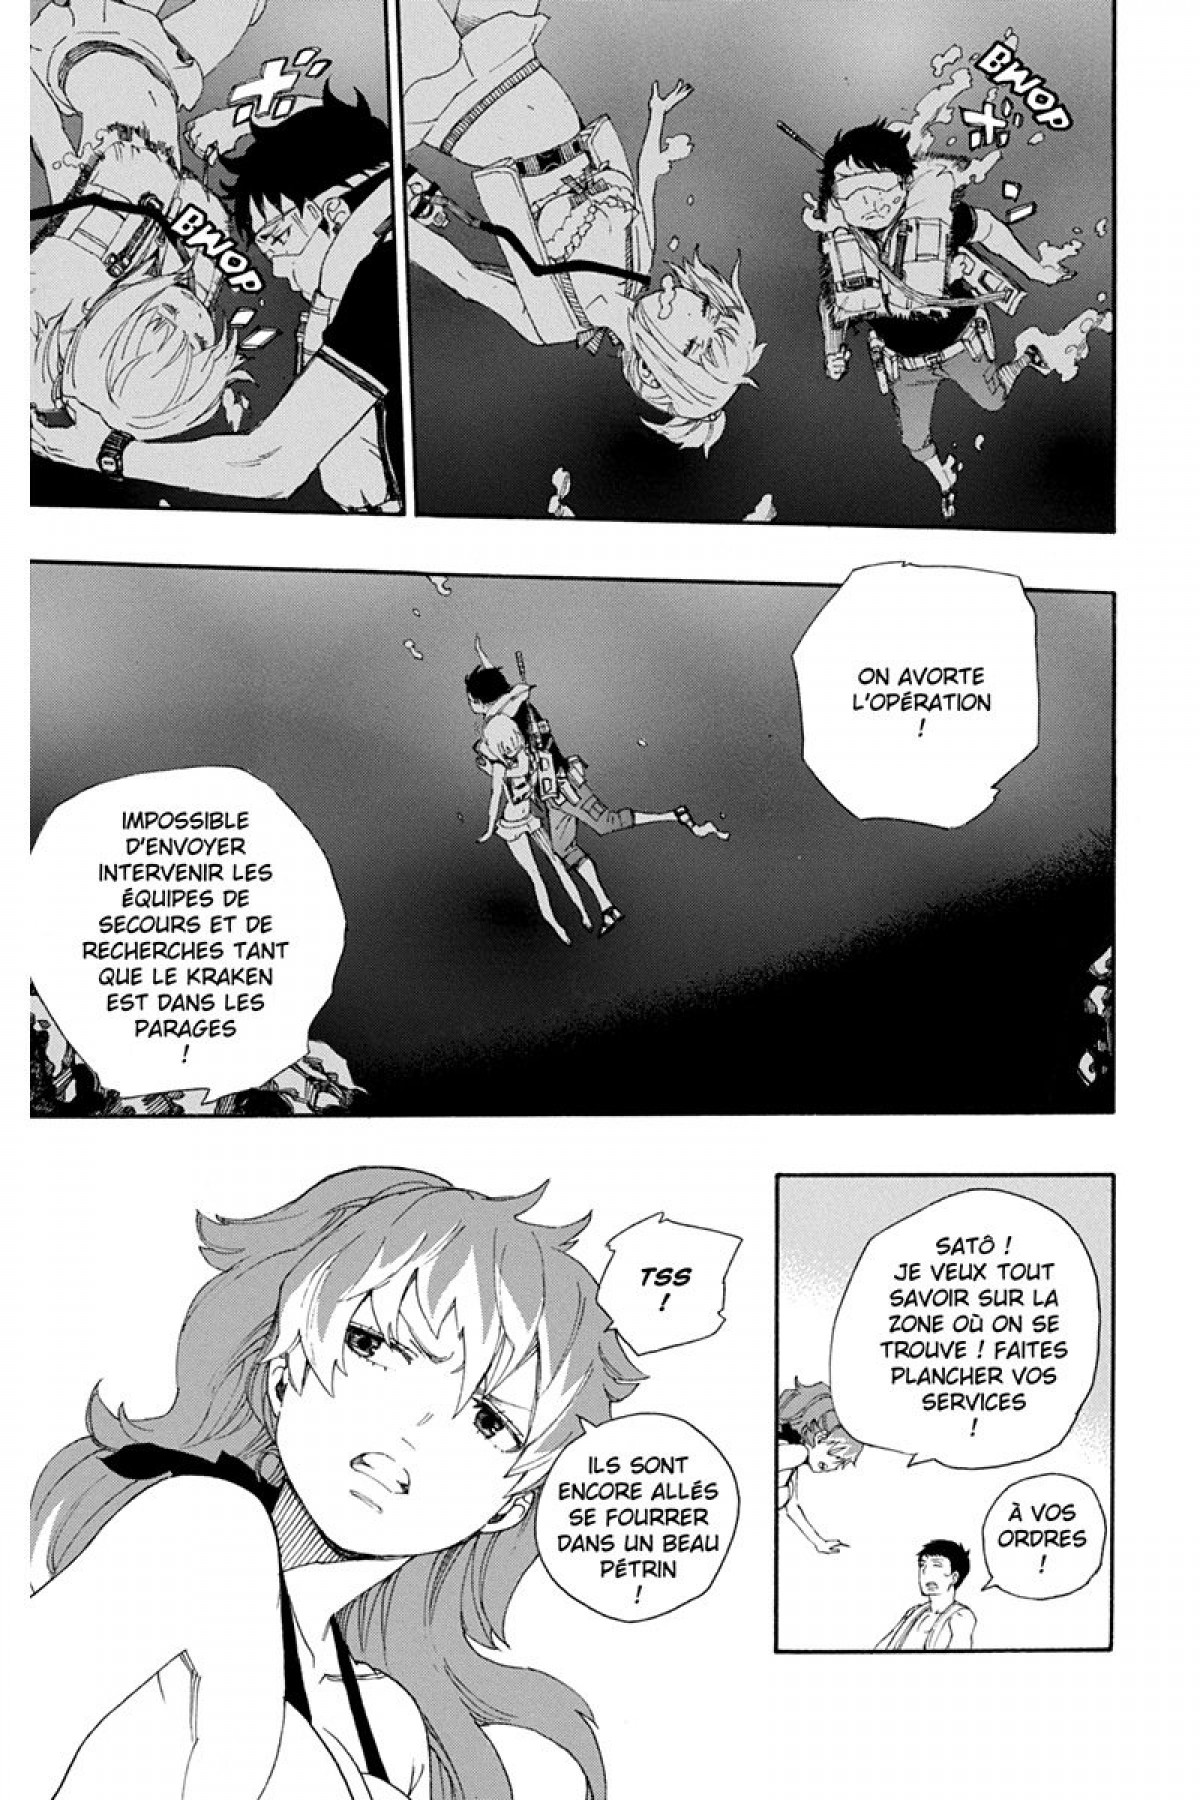 BWOP
BWOP
ON AVORTE
L'OPÉRATION
!
IMPOSSIBLE
D'ENVOYER
INTERVENIR LES
ÉQUIPES DE
SECOURS ET DE
RECHERCHES TANT
QUE LE KRAKEN
EST DANS LES
PARAGES
!
SATÔ !
JE VEUX TOUT
SAVOIR SUR LA
ZONE OÙ ON SE
TROUVE ! FAITES
PLANCHER VOS
SERVICES
!
À VOS
ORDRES
!
TSS
!
ILS SONT
ENCORE ALLÉS
SE FOURRER
DANS UN BEAU
PÉTRIN
!